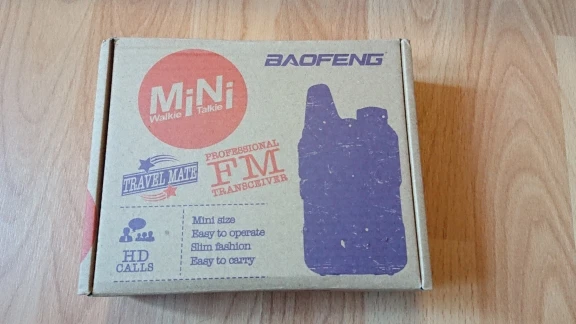 BAOFENG
MiNi
Walkie Talkie
TRAVEL MATE
PROFESSIONAL
FM
TRANSCEIVER
HD
CALLS
Mini size
Easy to operate
Slim fashion
Easy to carry